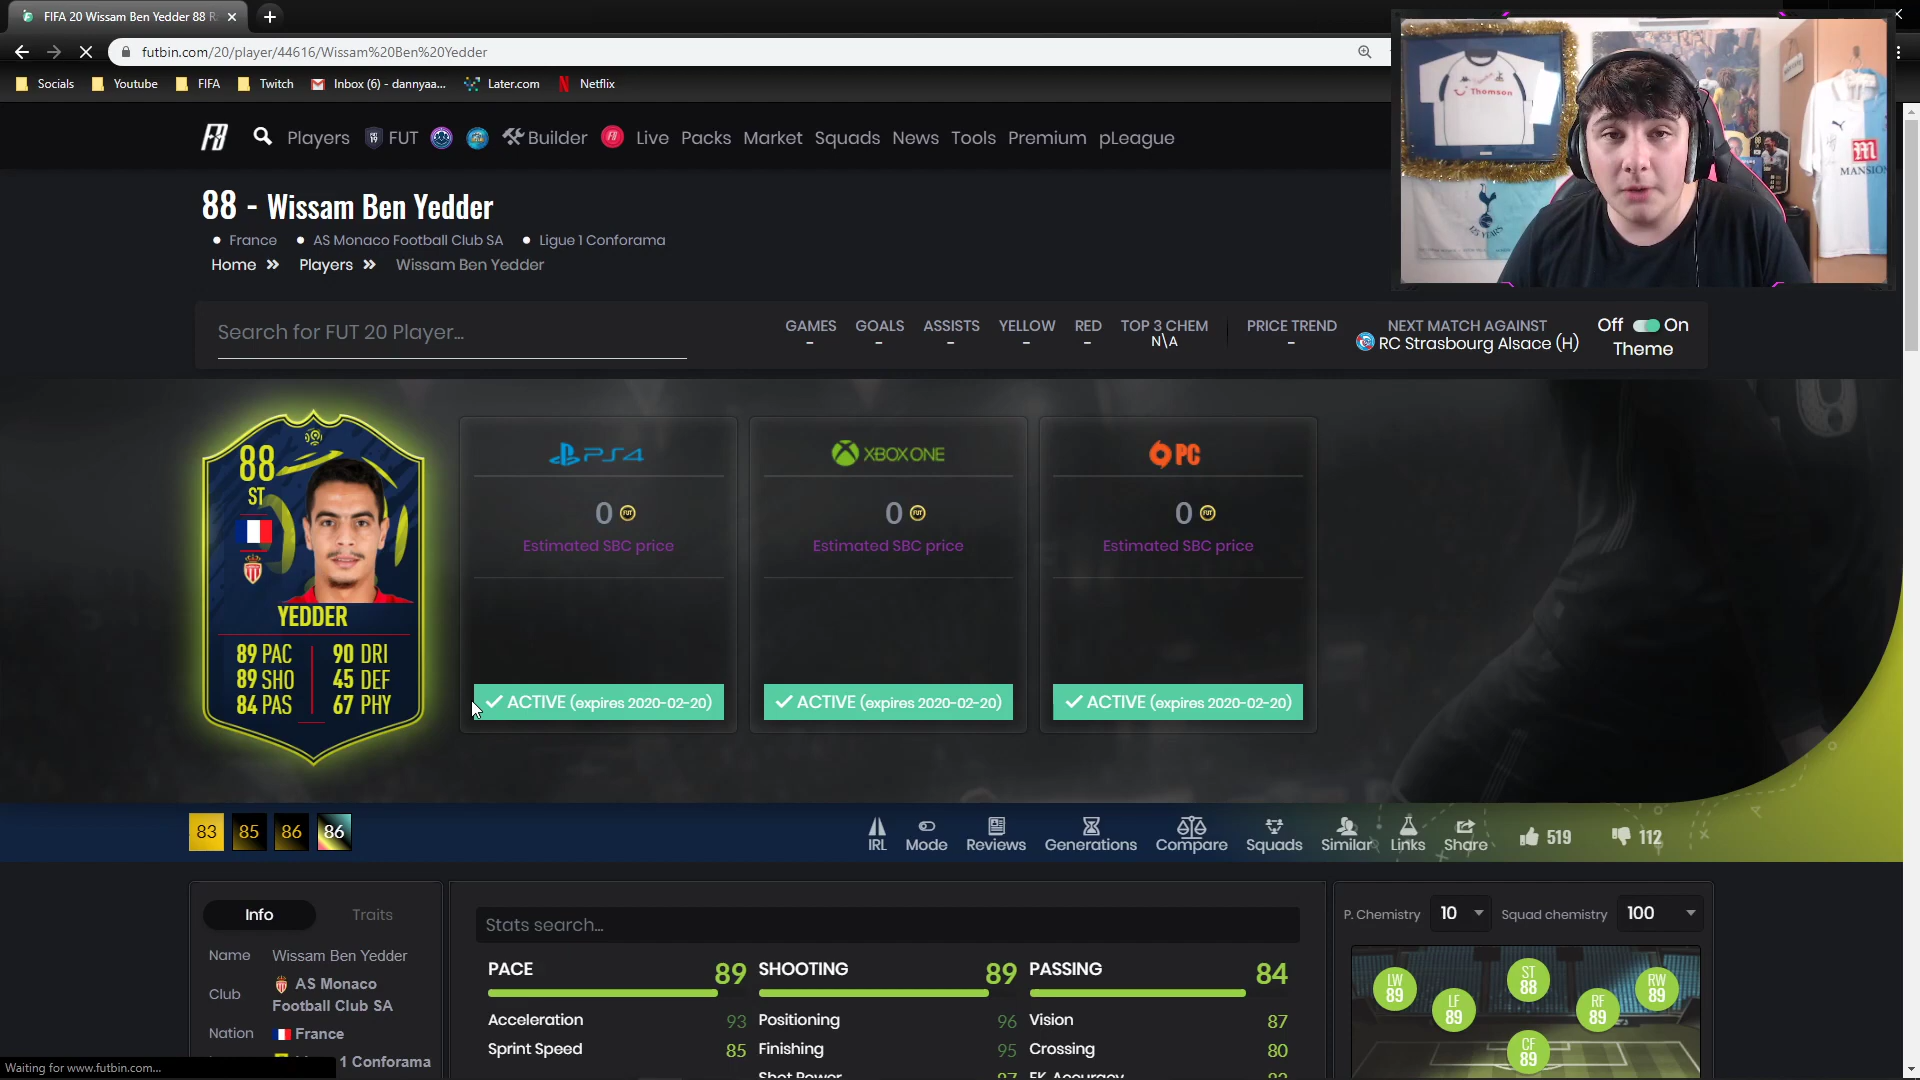 FIFA 20 Wissam Ben Yedder 88 R
futbin.com/20/player/44616/Wissam%20Ben%20Yedder
Socials Youtube FIFA Twitch Inbox (6) - dannyaa... Later.com Netflix
Players FUT Builder Live Packs Market Squads News Tools Premium pLeague
88 - Wissam Ben Yedder
France AS Monaco Football Club SA Ligue 1 Conforama
Home » Players » Wissam Ben Yedder
Search for FUT 20 Player...
GAMES GOALS ASSISTS YELLOW RED TOP 3 CHEM PRICE TREND NEXT MATCH AGAINST
- - - - - N\A - RC Strasbourg Alsace (H)
Off On
Theme
88
ST
YEDDER
89 PAC 90 DRI
89 SHO 45 DEF
84 PAS 67 PHY
PS4 XBOX ONE PC
0 0 0
Estimated SBC price Estimated SBC price Estimated SBC price
ACTIVE (expires 2020-02-20) ACTIVE (expires 2020-02-20) ACTIVE (expires 2020-02-20)
83 85 86 86
IRL Mode Reviews Generations Compare Squads Similar Links Share 519 112
Info Traits
Name Wissam Ben Yedder
Club AS Monaco
Football Club SA
Nation France
1 Conforama
Stats search...
PACE 89 SHOOTING 89 PASSING 84
Acceleration 93 Positioning 96 Vision 87
Sprint Speed 85 Finishing 95 Crossing 80
Shot Power 87 FK Accuracy
P. Chemistry 10 Squad chemistry 100
LW
89
LF
89
ST
88
RF
89
RW
89
CF
89
Waiting for www.futbin.com...
Thomson
125 YEARS
MANSION